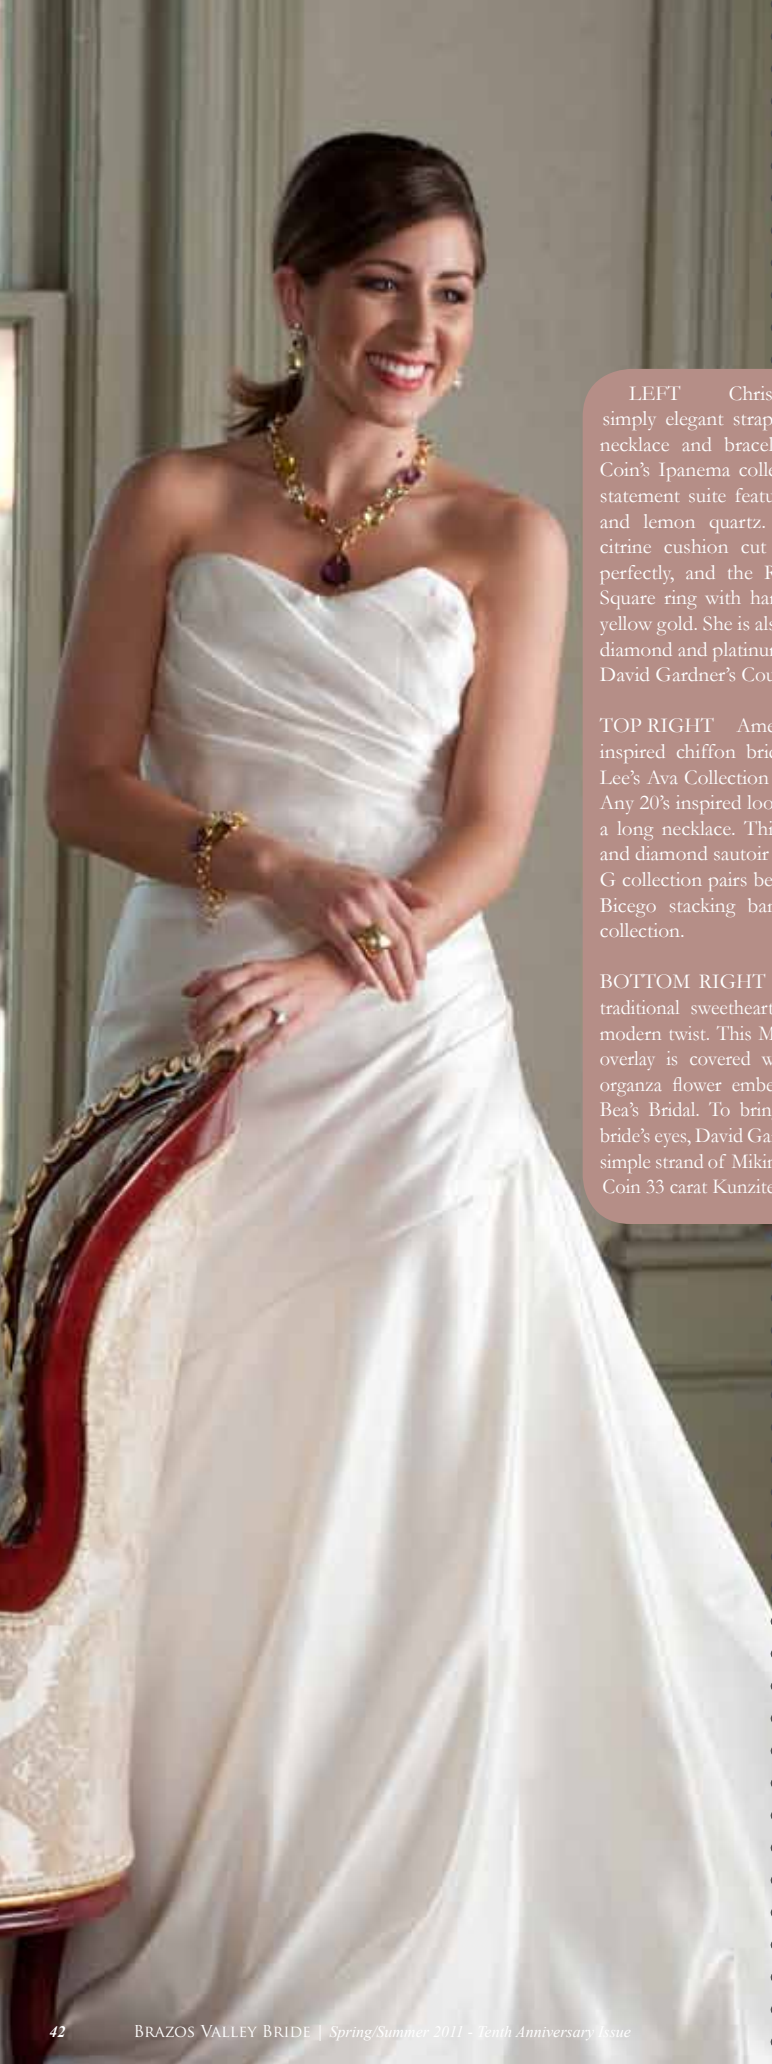 LEFT Chris
simply elegant strap
necklace and bracel
Coin's Ipanema colle
statement suite featu
and lemon quartz.
citrine cushion cut
perfectly, and the R
Square ring with har
yellow gold. She is als
diamond and platinur
David Gardner's Cou
TOP RIGHT Ame
inspired chiffon brid
Lee's Ava Collection
Any 20's inspired loo
a long necklace. Thi
and diamond sautoir
G collection pairs be
Bicego stacking bar
collection.
BOTTOM RIGHT
traditional sweetheart
modern twist. This M
overlay is covered w
organza flower embe
Bea's Bridal. To brin
bride's eyes, David Ga
simple strand of Mikir
Coin 33 carat Kunzite
42 Brazos Valley Bride | Spring/Summer 2011 - Tenth Anniversary Issue